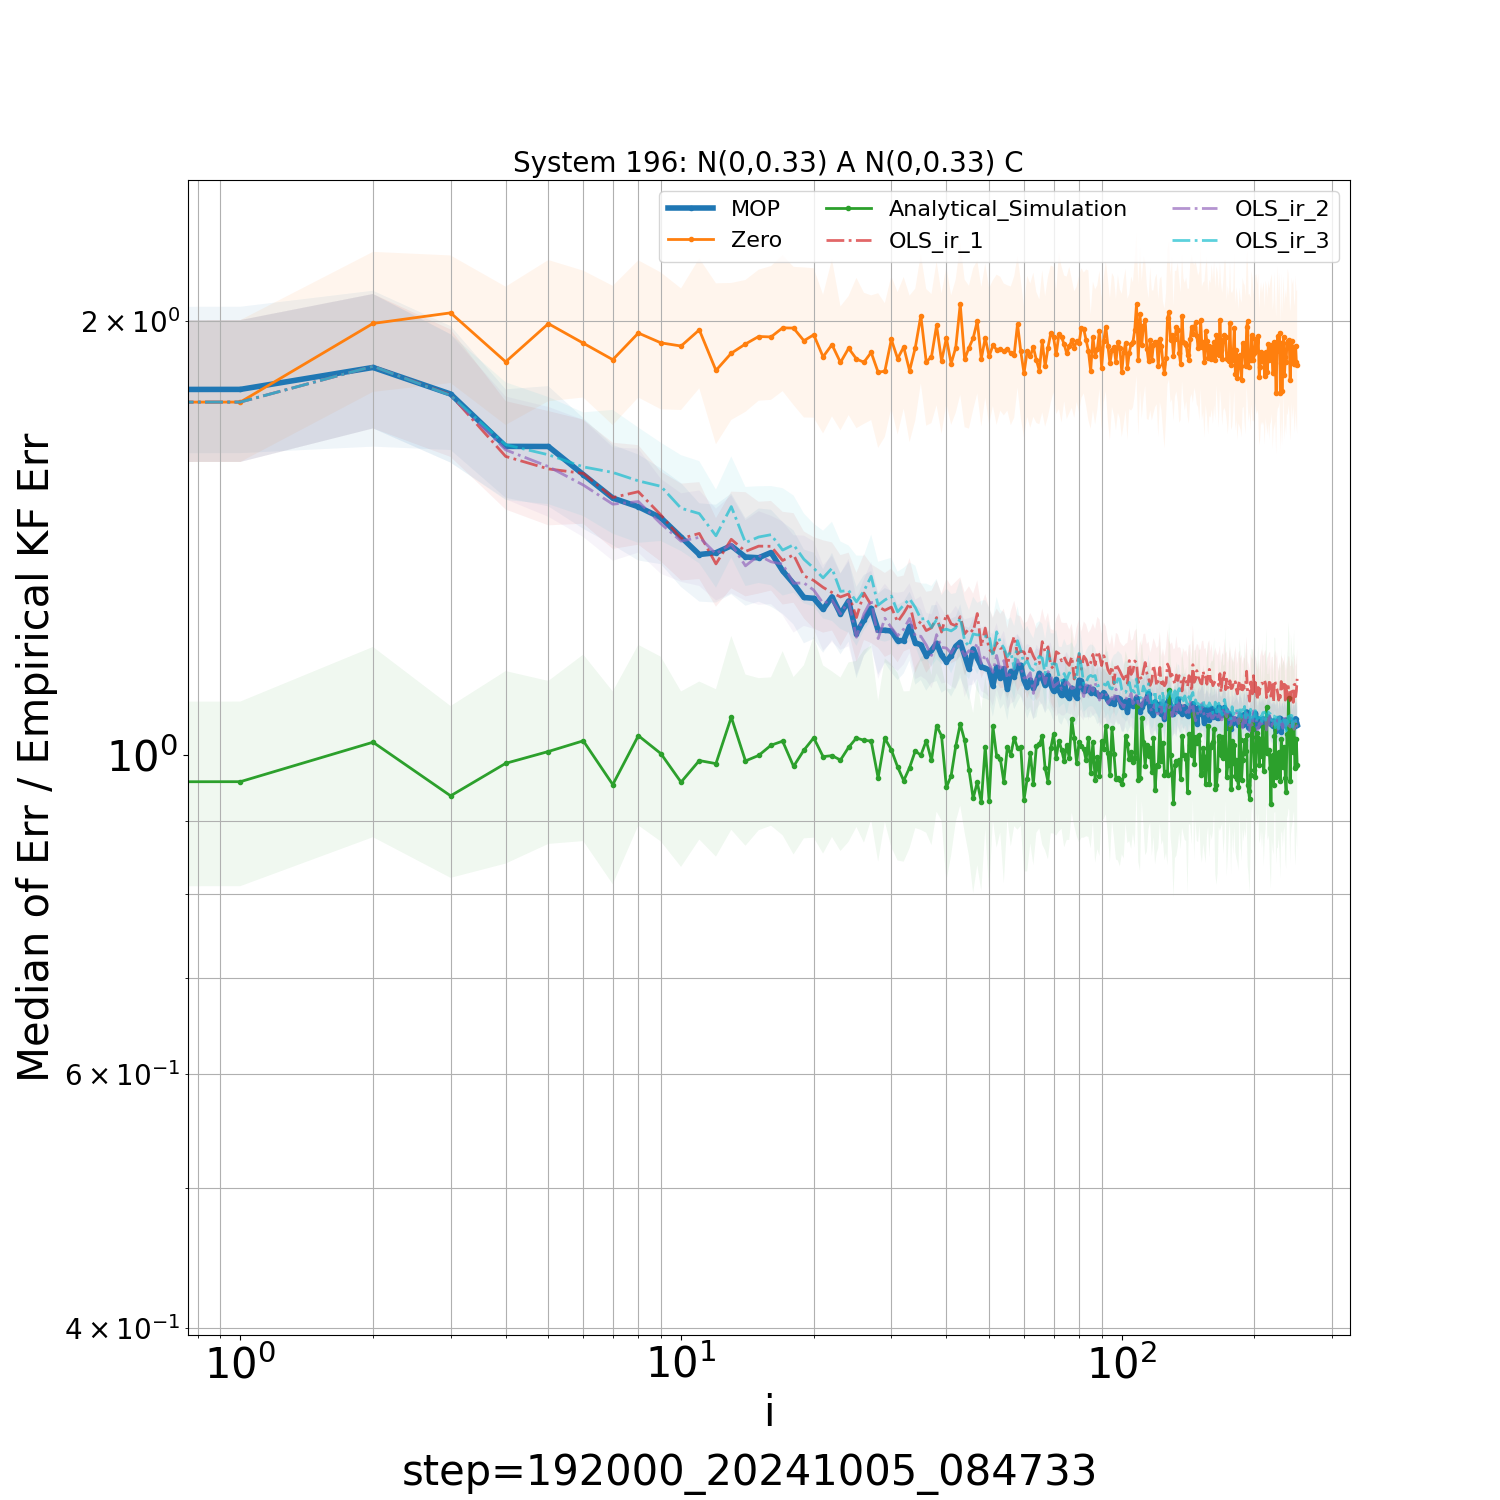 System 196: N(0,0.33) A N(0,0.33) C
MOP
Zero
Analytical_Simulation
OLS_ir_1
OLS_ir_2
OLS_ir_3
Median of Err / Empirical KF Err
2 × 10⁰
10⁰
6 × 10⁻¹
4 × 10⁻¹
10⁰ 10¹ 10²
i
step=192000_20241005_084733